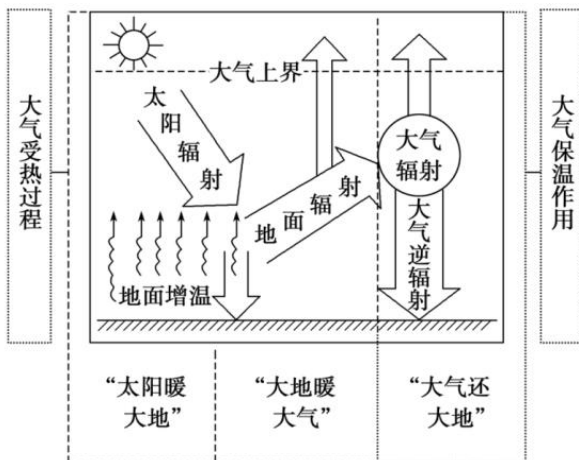 大气受热过程
大气上界
太阳辐射
地面辐射
大气
辐射
大气逆辐射
地面增温
大气保温作用
“太阳暖
大地”
“大地暖
大气”
“大气还
大地”